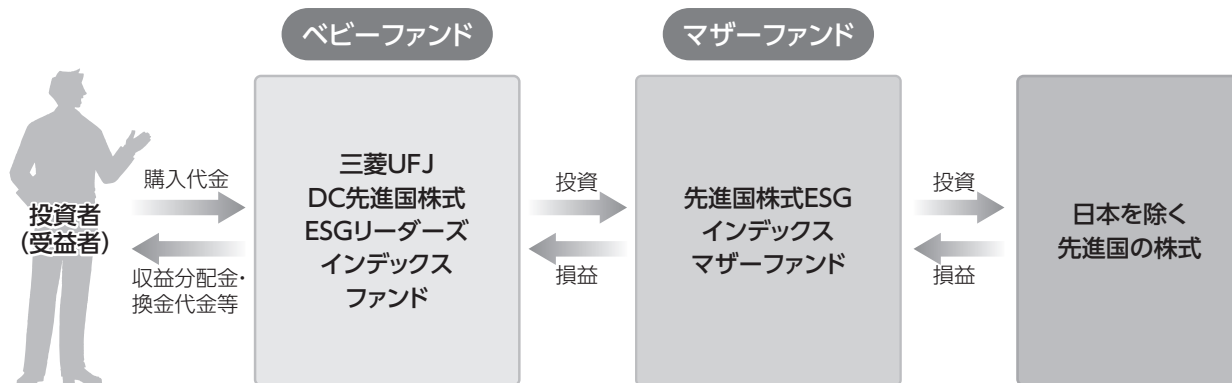 ベビーファンド
マザーファンド
投資者
(受益者)
購入代金
収益分配金・
換金代金等
三菱UFJ
DC先進国株式
ESGリーダーズ
インデックス
ファンド
投資
損益
先進国株式ESG
インデックス
マザーファンド
投資
損益
日本を除く
先進国の株式